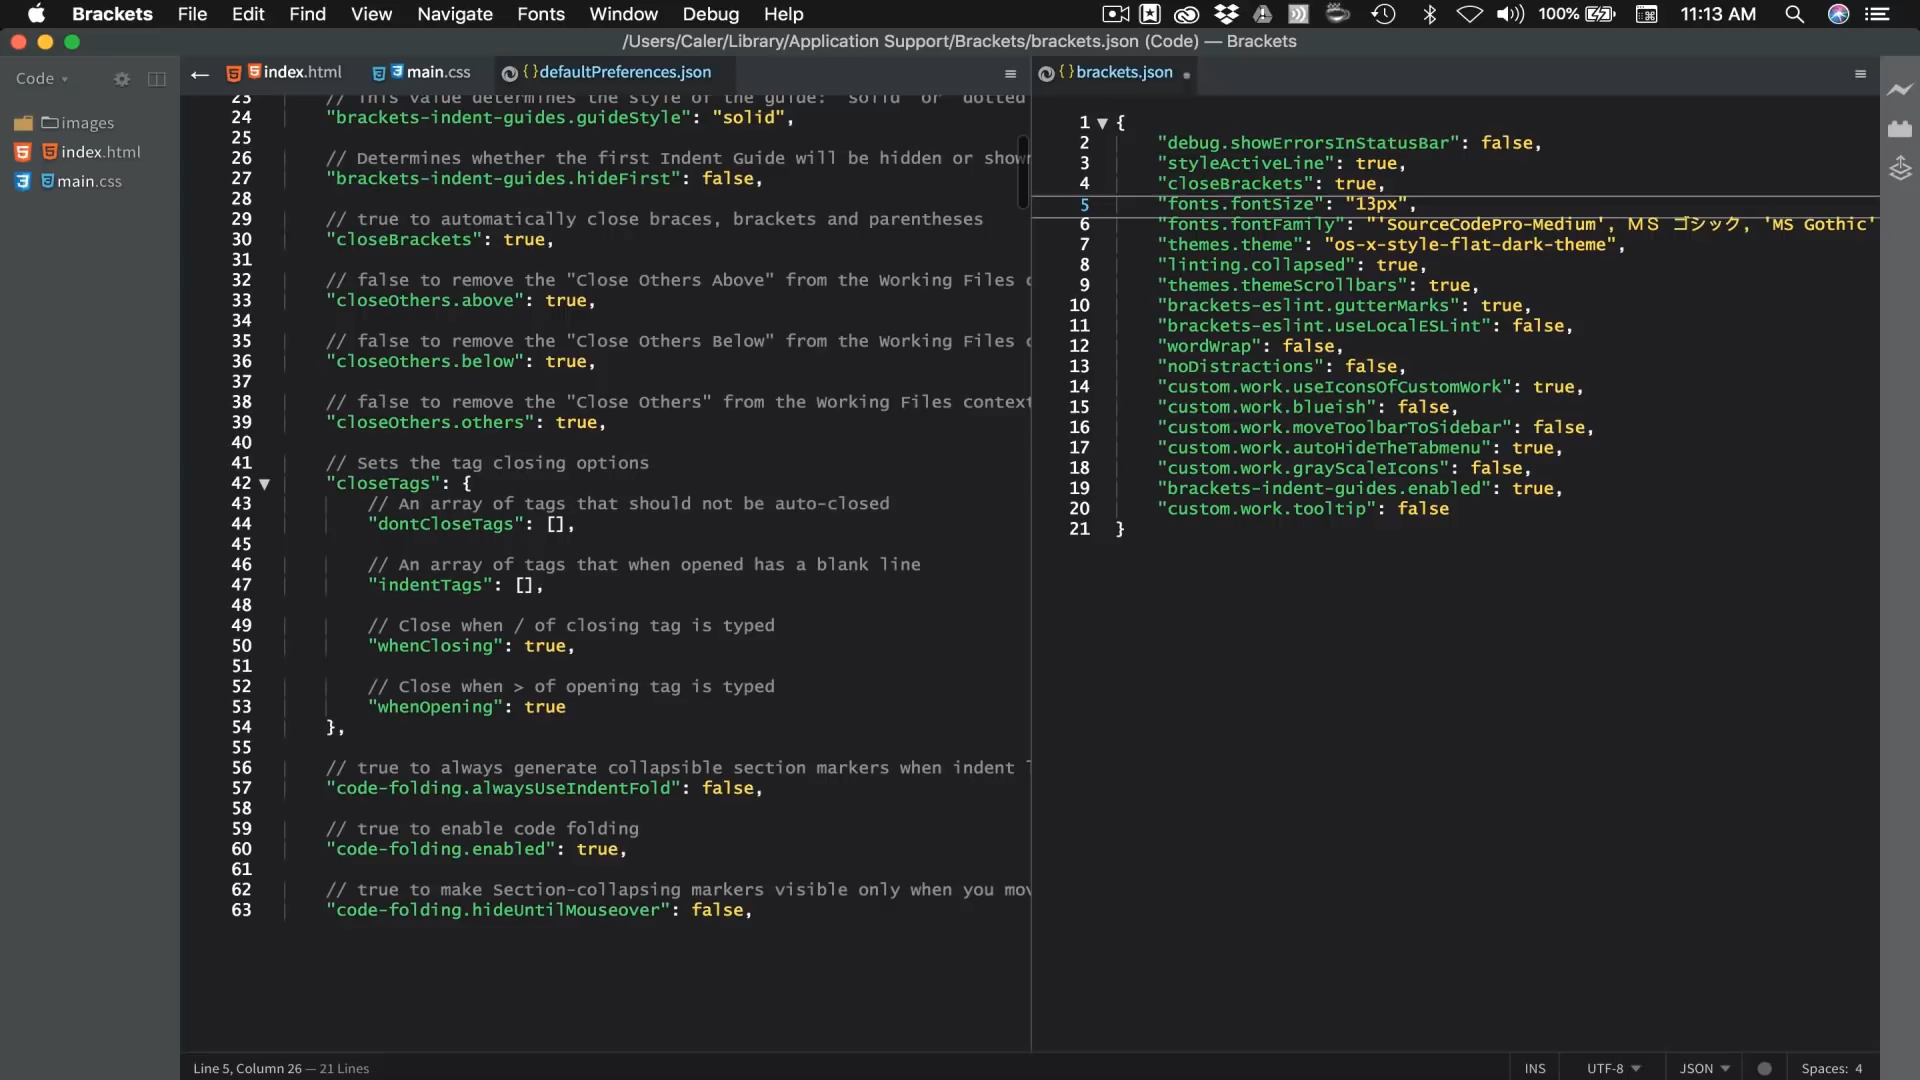 Brackets File Edit Find View Navigate Fonts Window Debug Help 100% 11:13 AM
/Users/Caler/Library/Application Support/Brackets/brackets.json (Code) — Brackets
Code
images
index.html
main.css
index.html main.css {}defaultPreferences.json
23 // This value determines the style of the guide: "solid" or "dotted
24 "brackets-indent-guides.guideStyle": "solid",
25
26 // Determines whether the first Indent Guide will be hidden or show
27 "brackets-indent-guides.hideFirst": false,
28
29 // true to automatically close braces, brackets and parentheses
30 "closeBrackets": true,
31
32 // false to remove the "Close Others Above" from the Working Files
33 "closeOthers.above": true,
34
35 // false to remove the "Close Others Below" from the Working Files
36 "closeOthers.below": true,
37
38 // false to remove the "Close Others" from the Working Files context
39 "closeOthers.others": true,
40
41 // Sets the tag closing options
42 "closeTags": {
43 // An array of tags that should not be auto-closed
44 "dontCloseTags": [],
45
46 // An array of tags that when opened has a blank line
47 "indentTags": [],
48
49 // Close when / of closing tag is typed
50 "whenClosing": true,
51
52 // Close when > of opening tag is typed
53 "whenOpening": true
54 },
55
56 // true to always generate collapsible section markers when indent
57 "code-folding.alwaysUseIndentFold": false,
58
59 // true to enable code folding
60 "code-folding.enabled": true,
61
62 // true to make Section-collapsing markers visible only when you mov
63 "code-folding.hideUntilMouseover": false,
{}brackets.json
1 {
2 "debug.showErrorsInStatusBar": false,
3 "styleActiveLine": true,
4 "closeBrackets": true,
5 "fonts.fontSize": "13px",
6 "fonts.fontFamily": "'SourceCodePro-Medium', ＭＳ ゴシック, 'MS Gothic'
7 "themes.theme": "os-x-style-flat-dark-theme",
8 "linting.collapsed": true,
9 "themes.themeScrollbars": true,
10 "brackets-eslint.gutterMarks": true,
11 "brackets-eslint.useLocalESLint": false,
12 "wordWrap": false,
13 "noDistractions": false,
14 "custom.work.useIconsOfCustomWork": true,
15 "custom.work.blueish": false,
16 "custom.work.moveToolbarToSidebar": false,
17 "custom.work.autoHideTheTabmenu": true,
18 "custom.work.grayScaleIcons": false,
19 "brackets-indent-guides.enabled": true,
20 "custom.work.tooltip": false
21 }
Line 5, Column 26 — 21 Lines INS UTF-8 JSON Spaces: 4